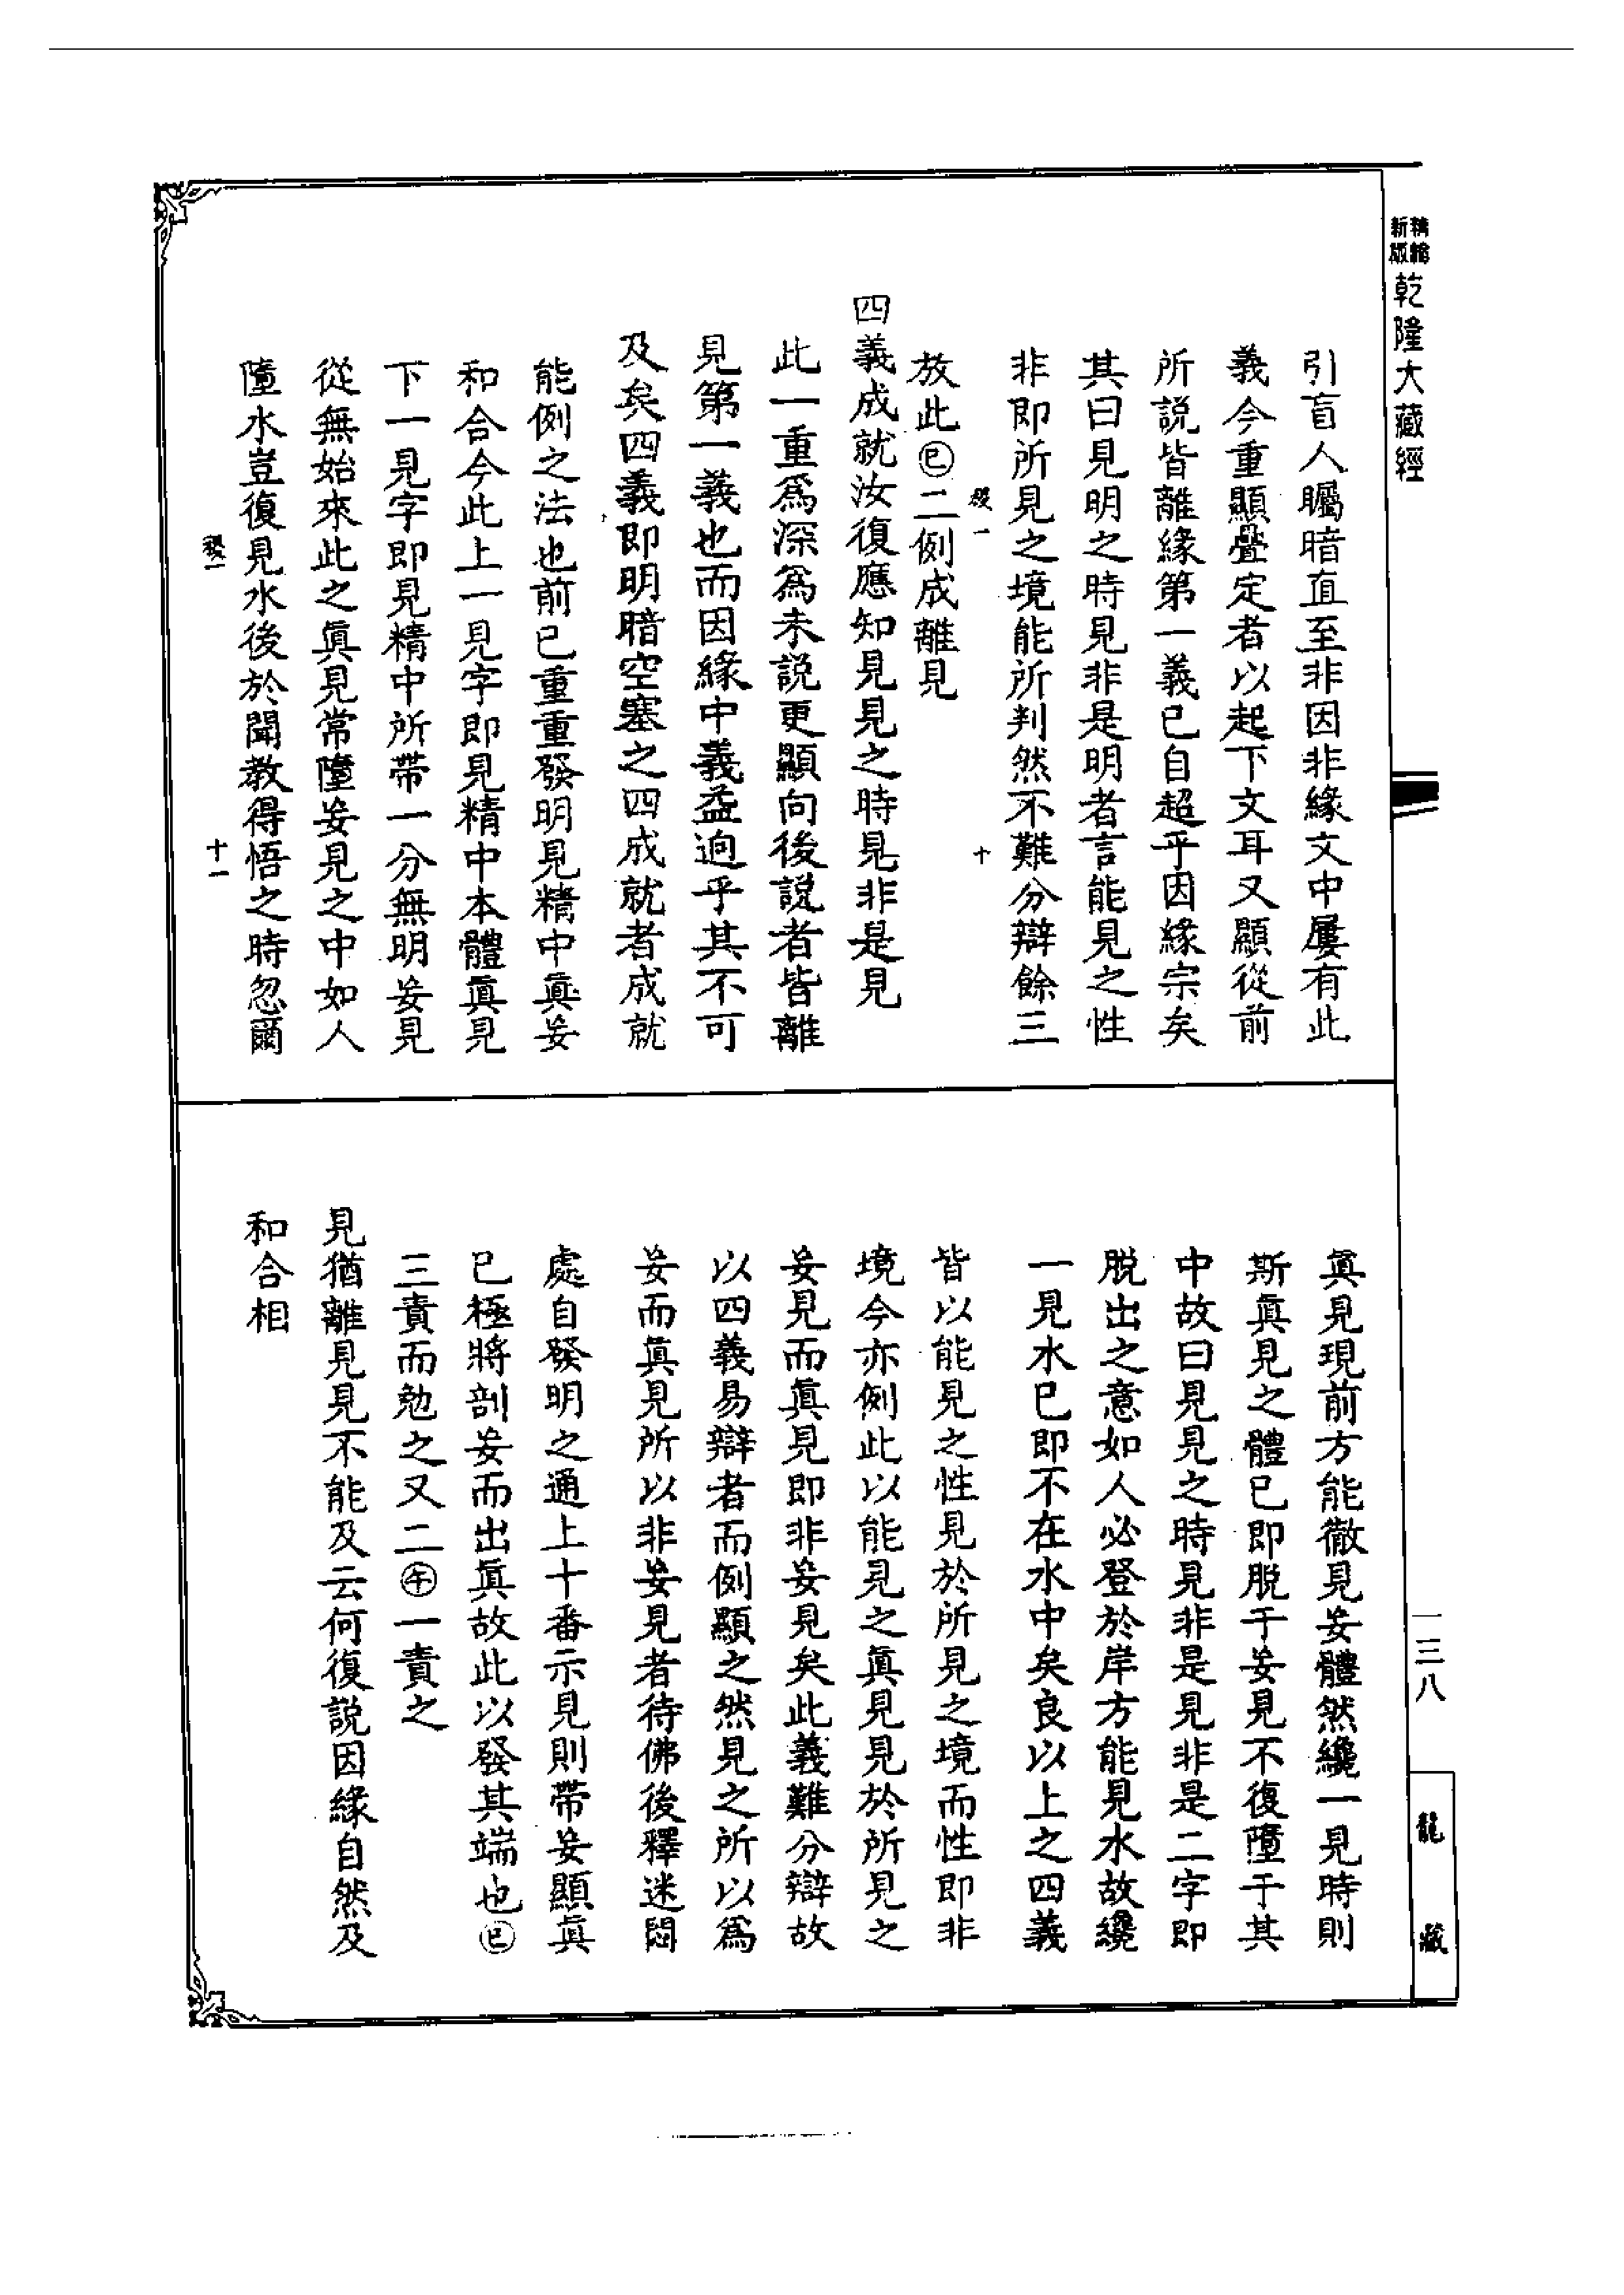 精縮
新版
乾隆大藏經
引盲人矚暗直至非因非緣文中屢有此
義今重顯疊定者以起下文耳又顯從前
所說皆離緣第一義已自超乎因緣宗矣
其曰見明之時見非是明者言能見之性
非即所見之境能所判然不難分辯餘三
十
放此㊁二例成離見
四義成就汝復應知見見之時見非是見
此一重為深為未說更顯向後說者皆離
見第一義也而因緣中義益逈乎其不可
及矣四義即明暗空塞之四成就者成就
能例之法也前已重重發明見精中眞妄
和合今此上一見字即見精中本體眞見
下一見字即見精中所帶一分無明妄見
從無始來此之眞見常墮妄見之中如人
墮水豈復見水後於聞教得悟之時忽爾
十一
眞見現前方能徹見妄體然纔一見時則
斯眞見之體已即脫于妄見不復墮于其
中故曰見見之時見非是見非是二字即
脫出之意如人必登於岸方能見水故纔
一見水已即不在水中矣良以上之四義
皆以能見之性見於所見之境而性即非
境今亦例此以能見之眞見見於所見之
妄見而眞見即非妄見矣此義難分辯故
以四義易辯者而例顯之然見之所以為
妄而眞見所以非妄見者待佛後釋迷悶
處自發明之通上十番示見則帶妄顯眞
已極將剖妄而出眞故此以發其端也㊂
三責而勉之又二㊉一責之
見猶離見見不能及云何復說因緣自然及
和合相
一三八
龍藏